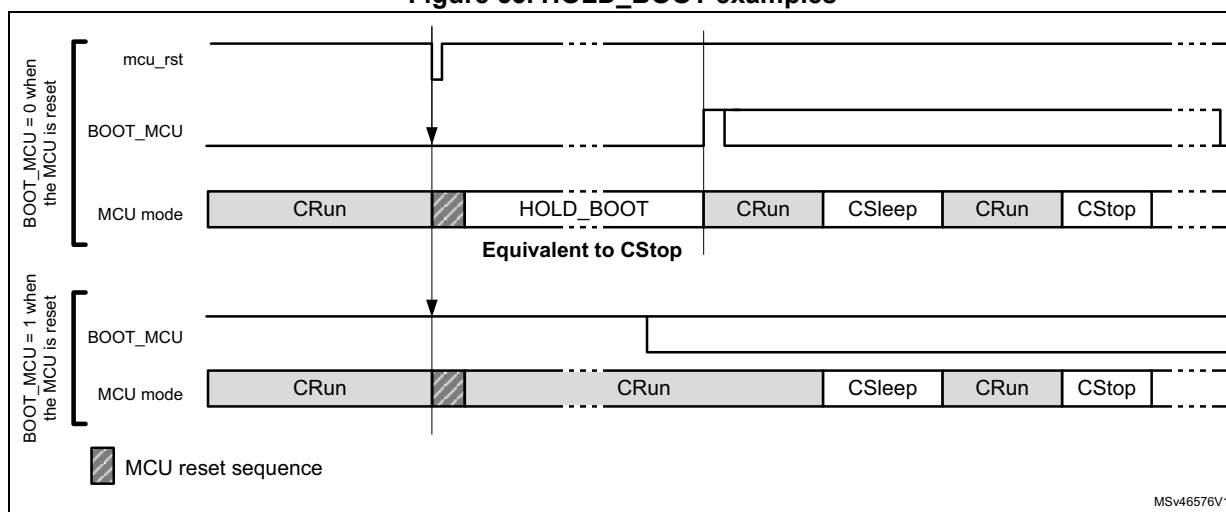 Figure 83. HOLD_BOOT examples
BOOT_MCU = 0 when
the MCU is reset
mcu_rst
BOOT_MCU
MCU mode
CRun
HOLD_BOOT
CRun
CSleep
CRun
CStop
Equivalent to CStop
BOOT_MCU = 1 when
the MCU is reset
BOOT_MCU
MCU mode
CRun
CRun
CSleep
CRun
CStop
MCU reset sequence
MSv46576V1